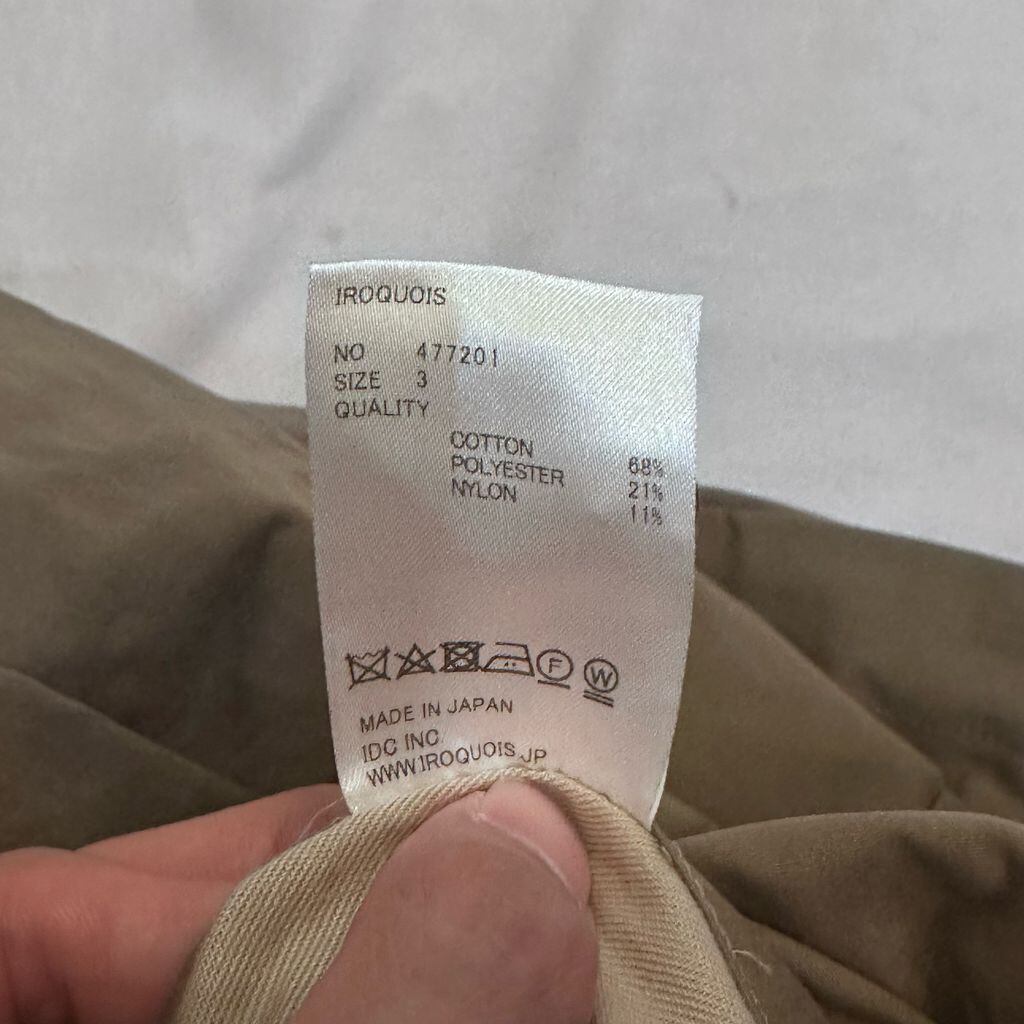 IROQUOIS
NO 477201
SIZE 3
QUALITY
COTTON 68%
POLYESTER 21%
NYLON 11%
F W
MADE IN JAPAN
IDC INC
WWW.IROQUOIS.JP